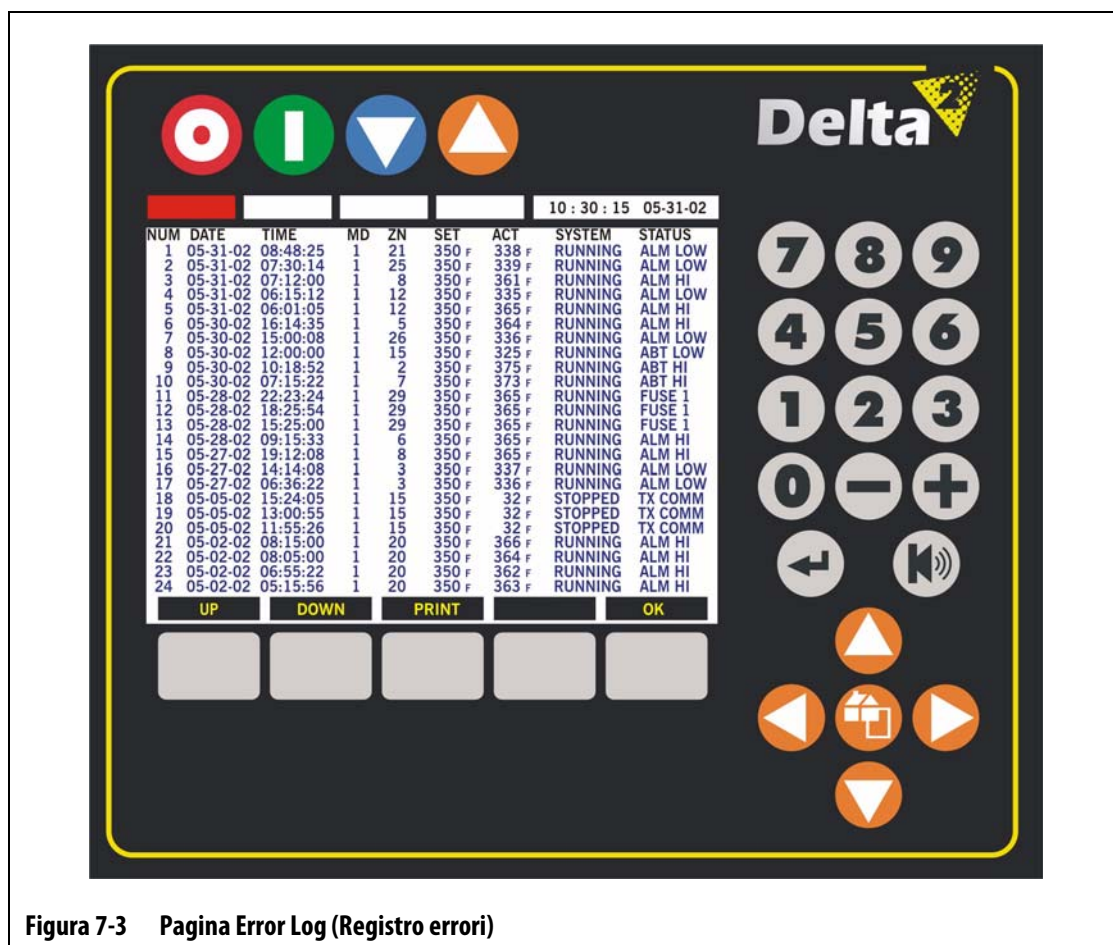 Delta 2
10 : 30 : 15 05-31-02
NUM DATE TIME MD ZN SET ACT SYSTEM STATUS
1 05-31-02 08:48:25 1 21 350 F 338 F RUNNING ALM LOW
2 05-31-02 07:30:14 1 25 350 F 339 F RUNNING ALM LOW
3 05-31-02 07:12:00 1 8 350 F 361 F RUNNING ALM HI
4 05-31-02 06:15:12 1 12 350 F 335 F RUNNING ALM LOW
5 05-31-02 06:01:05 1 12 350 F 365 F RUNNING ALM HI
6 05-30-02 16:14:35 1 5 350 F 364 F RUNNING ALM HI
7 05-30-02 15:00:08 1 26 350 F 336 F RUNNING ALM LOW
8 05-30-02 12:00:00 1 15 350 F 325 F RUNNING ABT LOW
9 05-30-02 10:18:52 1 2 350 F 375 F RUNNING ABT HI
10 05-30-02 07:15:22 1 7 350 F 373 F RUNNING ABT HI
11 05-28-02 22:23:24 1 29 350 F 365 F RUNNING FUSE 1
12 05-28-02 18:25:54 1 29 350 F 365 F RUNNING FUSE 1
13 05-28-02 15:25:00 1 29 350 F 365 F RUNNING FUSE 1
14 05-28-02 09:15:33 1 6 350 F 365 F RUNNING ALM HI
15 05-27-02 19:12:08 1 8 350 F 365 F RUNNING ALM HI
16 05-27-02 14:14:08 1 3 350 F 337 F RUNNING ALM LOW
17 05-27-02 06:36:22 1 3 350 F 336 F RUNNING ALM LOW
18 05-05-02 15:24:05 1 15 350 F 32 F STOPPED TX COMM
19 05-05-02 13:00:55 1 15 350 F 32 F STOPPED TX COMM
20 05-05-02 11:55:26 1 15 350 F 32 F STOPPED TX COMM
21 05-02-02 08:15:00 1 20 350 F 366 F RUNNING ALM HI
22 05-02-02 08:05:00 1 20 350 F 364 F RUNNING ALM HI
23 05-02-02 06:55:22 1 20 350 F 362 F RUNNING ALM HI
24 05-02-02 05:15:56 1 20 350 F 363 F RUNNING ALM HI
UP DOWN PRINT OK
7 8 9
4 5 6
1 2 3
0 − +
Figura 7-3 Pagina Error Log (Registro errori)